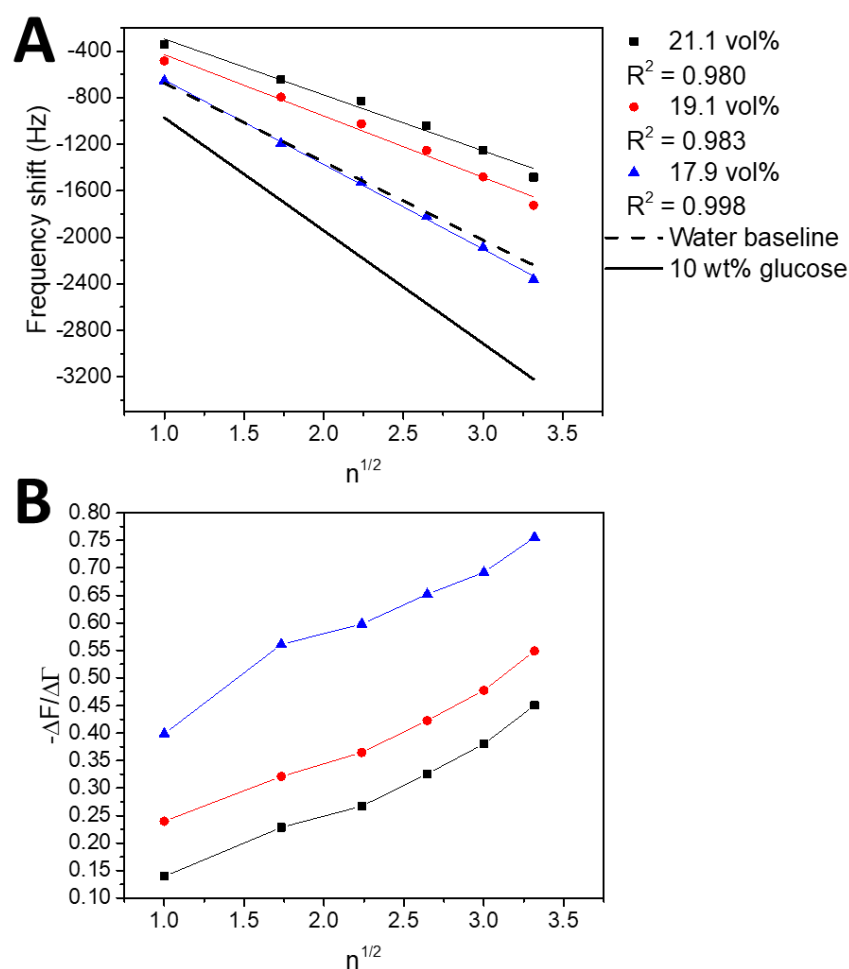 A
Frequency shift (Hz)
-400
-800
-1200
-1600
-2000
-2400
-2800
-3200
1.0 1.5 2.0 2.5 3.0 3.5
n^1/2
21.1 vol%
R² = 0.980
19.1 vol%
R² = 0.983
17.9 vol%
R² = 0.998
Water baseline
10 wt% glucose
B
-ΔF/ΔΓ
0.80
0.75
0.70
0.65
0.60
0.55
0.50
0.45
0.40
0.35
0.30
0.25
0.20
0.15
0.10
1.0 1.5 2.0 2.5 3.0 3.5
n^1/2